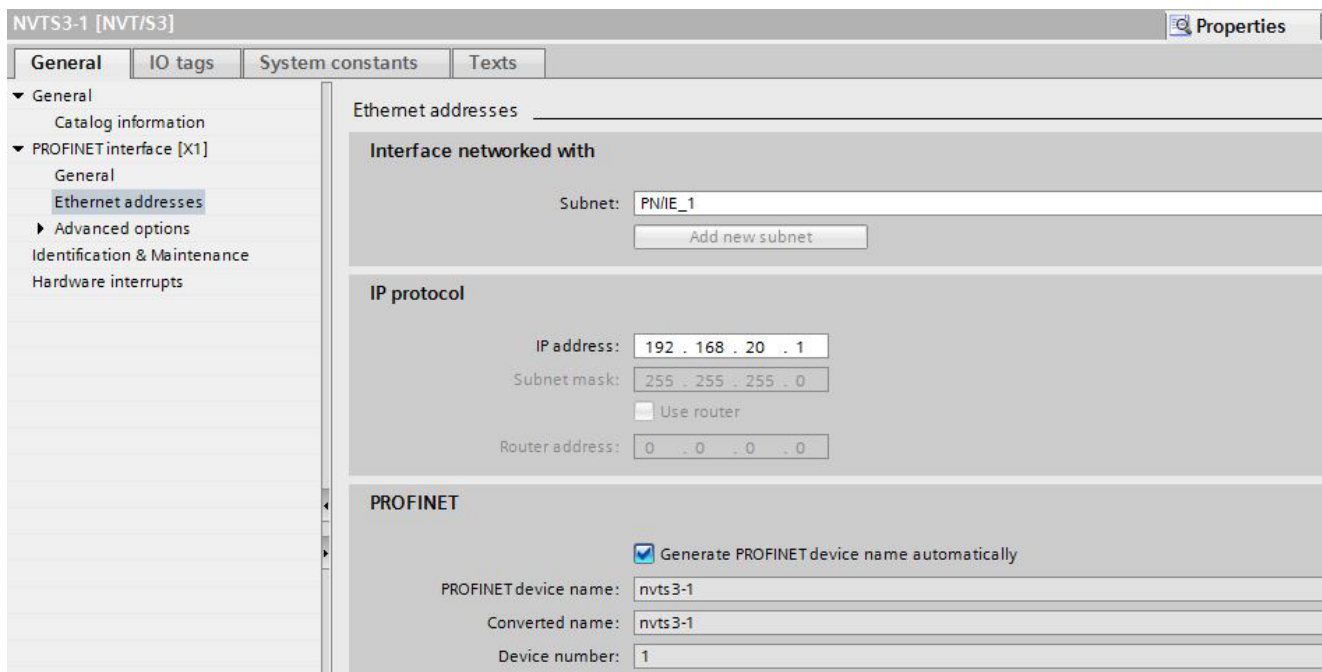 NVTS3-1 [NVT/S3]
Properties
General
IO tags
System constants
Texts
General
Catalog information
PROFINET interface [X1]
General
Ethernet addresses
Advanced options
Identification & Maintenance
Hardware interrupts
Ethernet addresses
Interface networked with
Subnet: PN/IE_1
Add new subnet
IP protocol
IP address: 192 . 168 . 20 . 1
Subnet mask: 255 . 255 . 255 . 0
Use router
Router address: 0 . 0 . 0 . 0
PROFINET
Generate PROFINET device name automatically
PROFINET device name: nvts3-1
Converted name: nvts3-1
Device number: 1